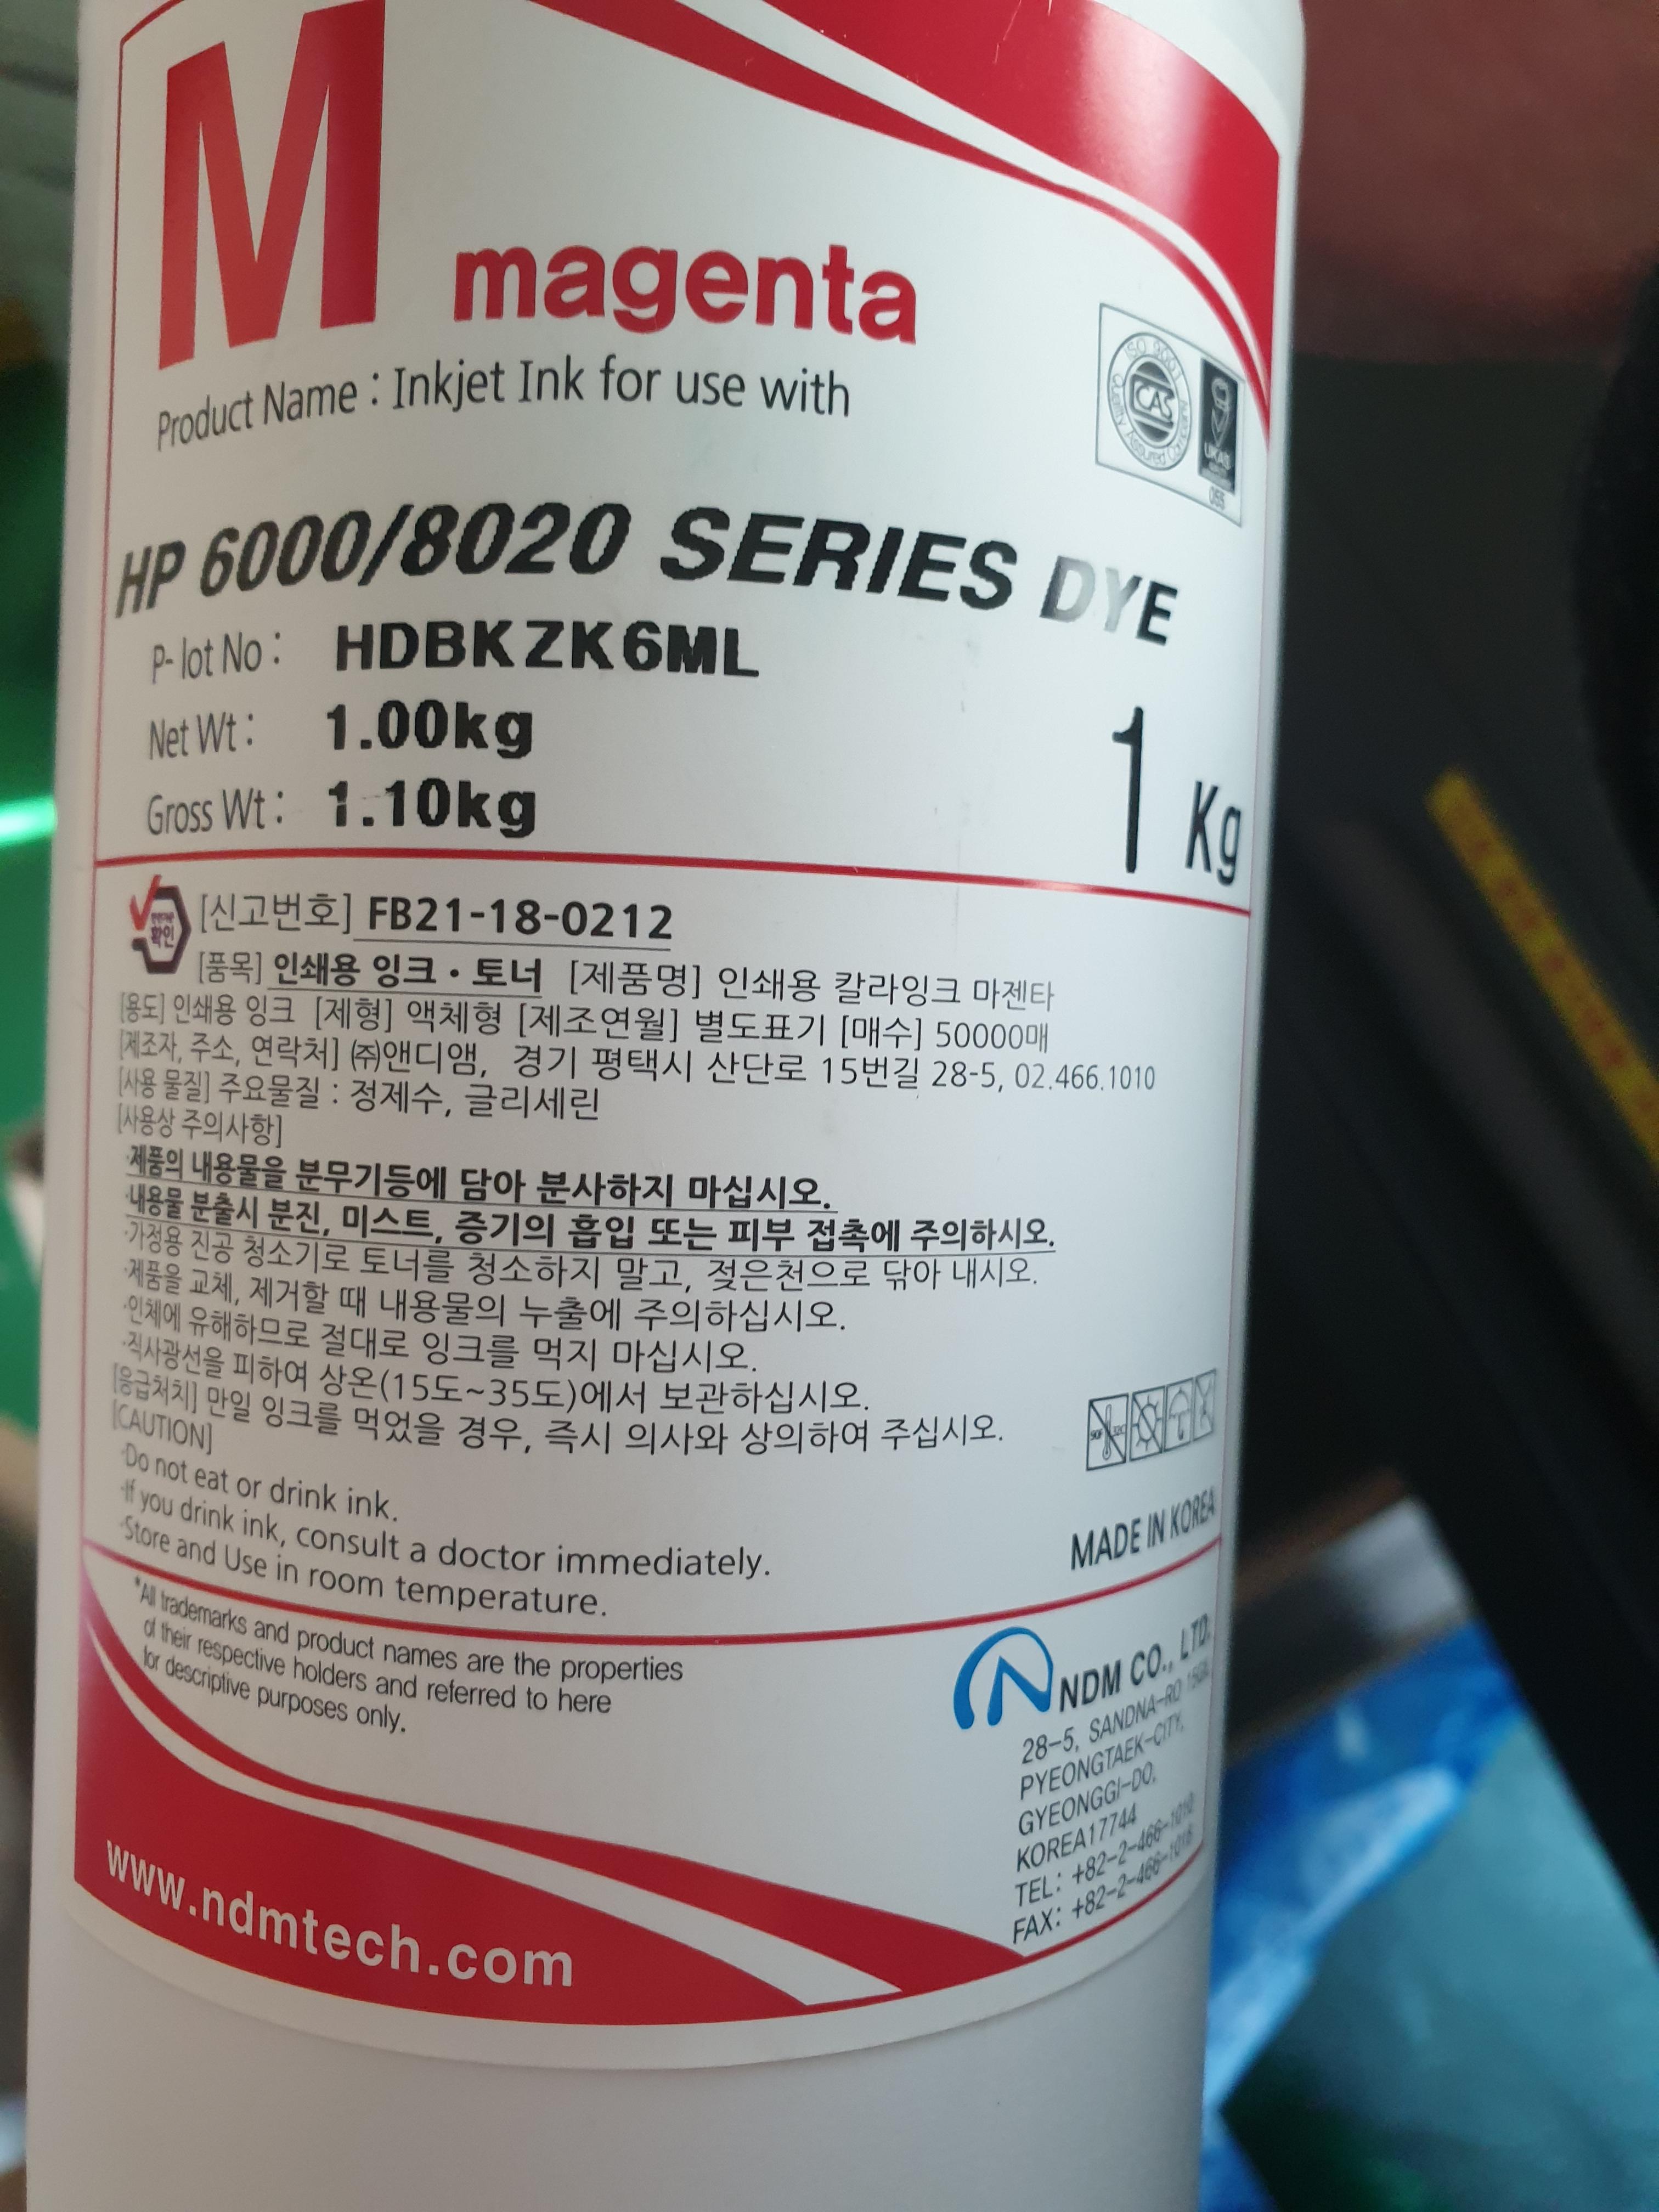 M magenta
Product Name : Inkjet Ink for use with
ISO 9001
Quality Assured Company
CAS
UKAS
055
HP 6000/8020 SERIES DYE
P-lot No : HDBKZK6ML
Net Wt : 1.00kg
Gross Wt : 1.10kg
1 Kg
확인
[신고번호] FB21-18-0212
[품목] 인쇄용 잉크·토너 [제품명] 인쇄용 칼라잉크 마젠타
[용도] 인쇄용 잉크 [제형] 액체형 [제조연월] 별도표기 [매수] 50000매
[제조자, 주소, 연락처] ㈜앤디앰, 경기 평택시 산단로 15번길 28-5, 02.466.1010
[사용 물질] 주요물질 : 정제수, 글리세린
[사용상 주의사항]
·제품의 내용물을 분무기등에 담아 분사하지 마십시오.
·내용물 분출시 분진, 미스트, 증기의 흡입 또는 피부 접촉에 주의하시오.
·가정용 진공 청소기로 토너를 청소하지 말고, 젖은천으로 닦아 내시오.
·제품을 교체, 제거할 때 내용물의 누출에 주의하십시오.
·인체에 유해하므로 절대로 잉크를 먹지 마십시오.
·직사광선을 피하여 상온(15도~35도)에서 보관하십시오.
[응급처치] 만일 잉크를 먹었을 경우, 즉시 의사와 상의하여 주십시오.
[CAUTION]
·Do not eat or drink ink.
·If you drink ink, consult a doctor immediately.
·Store and Use in room temperature.
MADE IN KOREA
*All trademarks and product names are the properties
of their respective holders and referred to here
for descriptive purposes only.
NDM CO., LTD.
28-5, SANDNA-RO 15GIL
PYEONGTAEK-CITY,
GYEONGGI-DO,
KOREA17744
TEL: +82-2-466-1010
FAX: +82-2-466-1016
www.ndmtech.com